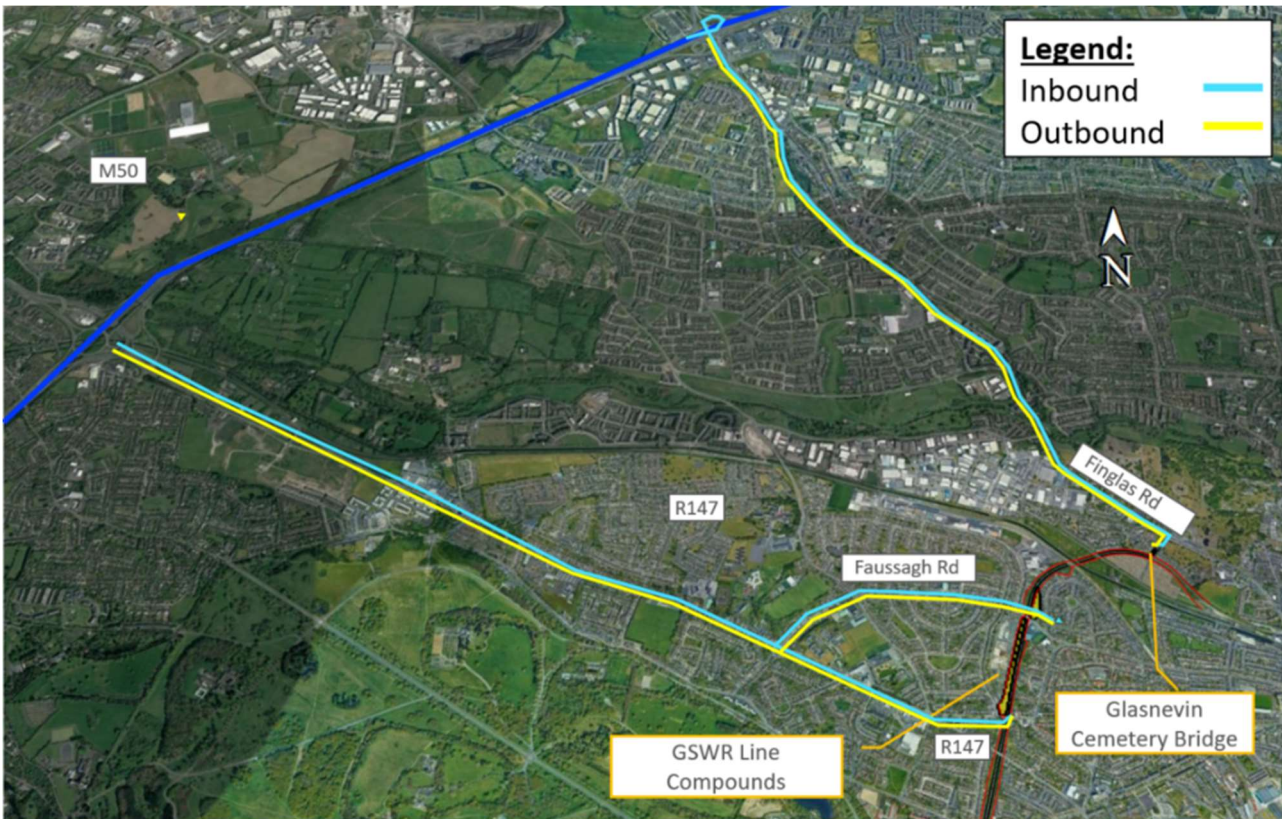 Legend:
Inbound
Outbound
M50
N
Finglas Rd
R147
Faussagh Rd
Glasnevin
Cemetery Bridge
R147
GSWR Line
Compounds